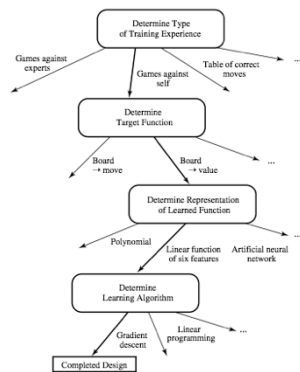 Determine Type
of Training Experience
Games against
experts
Games against
self
Table of correct
moves
...
Determine
Target Function
Board
→ move
Board
→ value
...
Determine Representation
of Learned Function
Polynomial
Linear function
of six features
Artificial neural
network
...
Determine
Learning Algorithm
Gradient
descent
Linear
programming
...
Completed Design